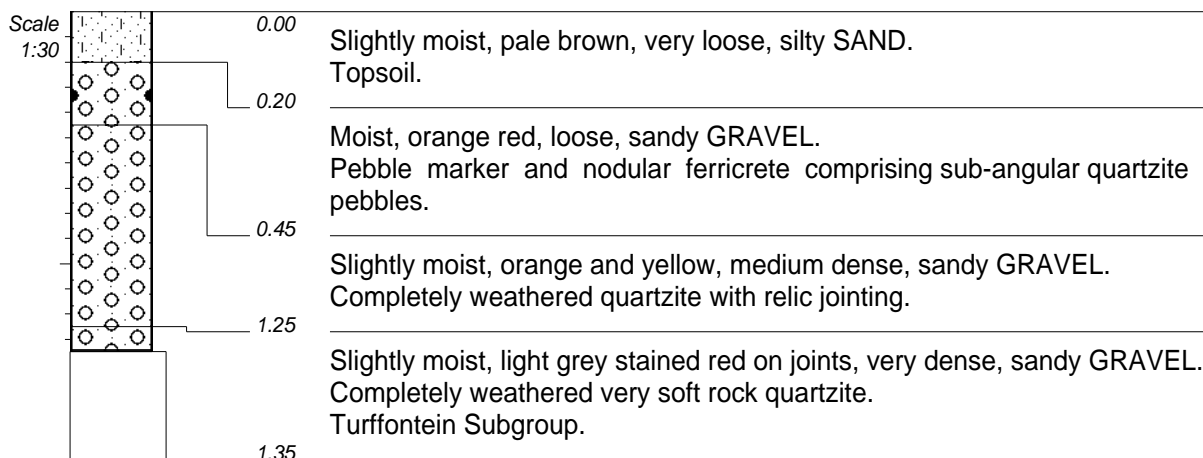 Scale
1:30
0.00
Slightly moist, pale brown, very loose, silty SAND.
Topsoil.
0.20
Moist, orange red, loose, sandy GRAVEL.
Pebble marker and nodular ferricrete comprising sub-angular quartzite
pebbles.
0.45
Slightly moist, orange and yellow, medium dense, sandy GRAVEL.
Completely weathered quartzite with relic jointing.
1.25
Slightly moist, light grey stained red on joints, very dense, sandy GRAVEL.
Completely weathered very soft rock quartzite.
Turffontein Subgroup.
1.35